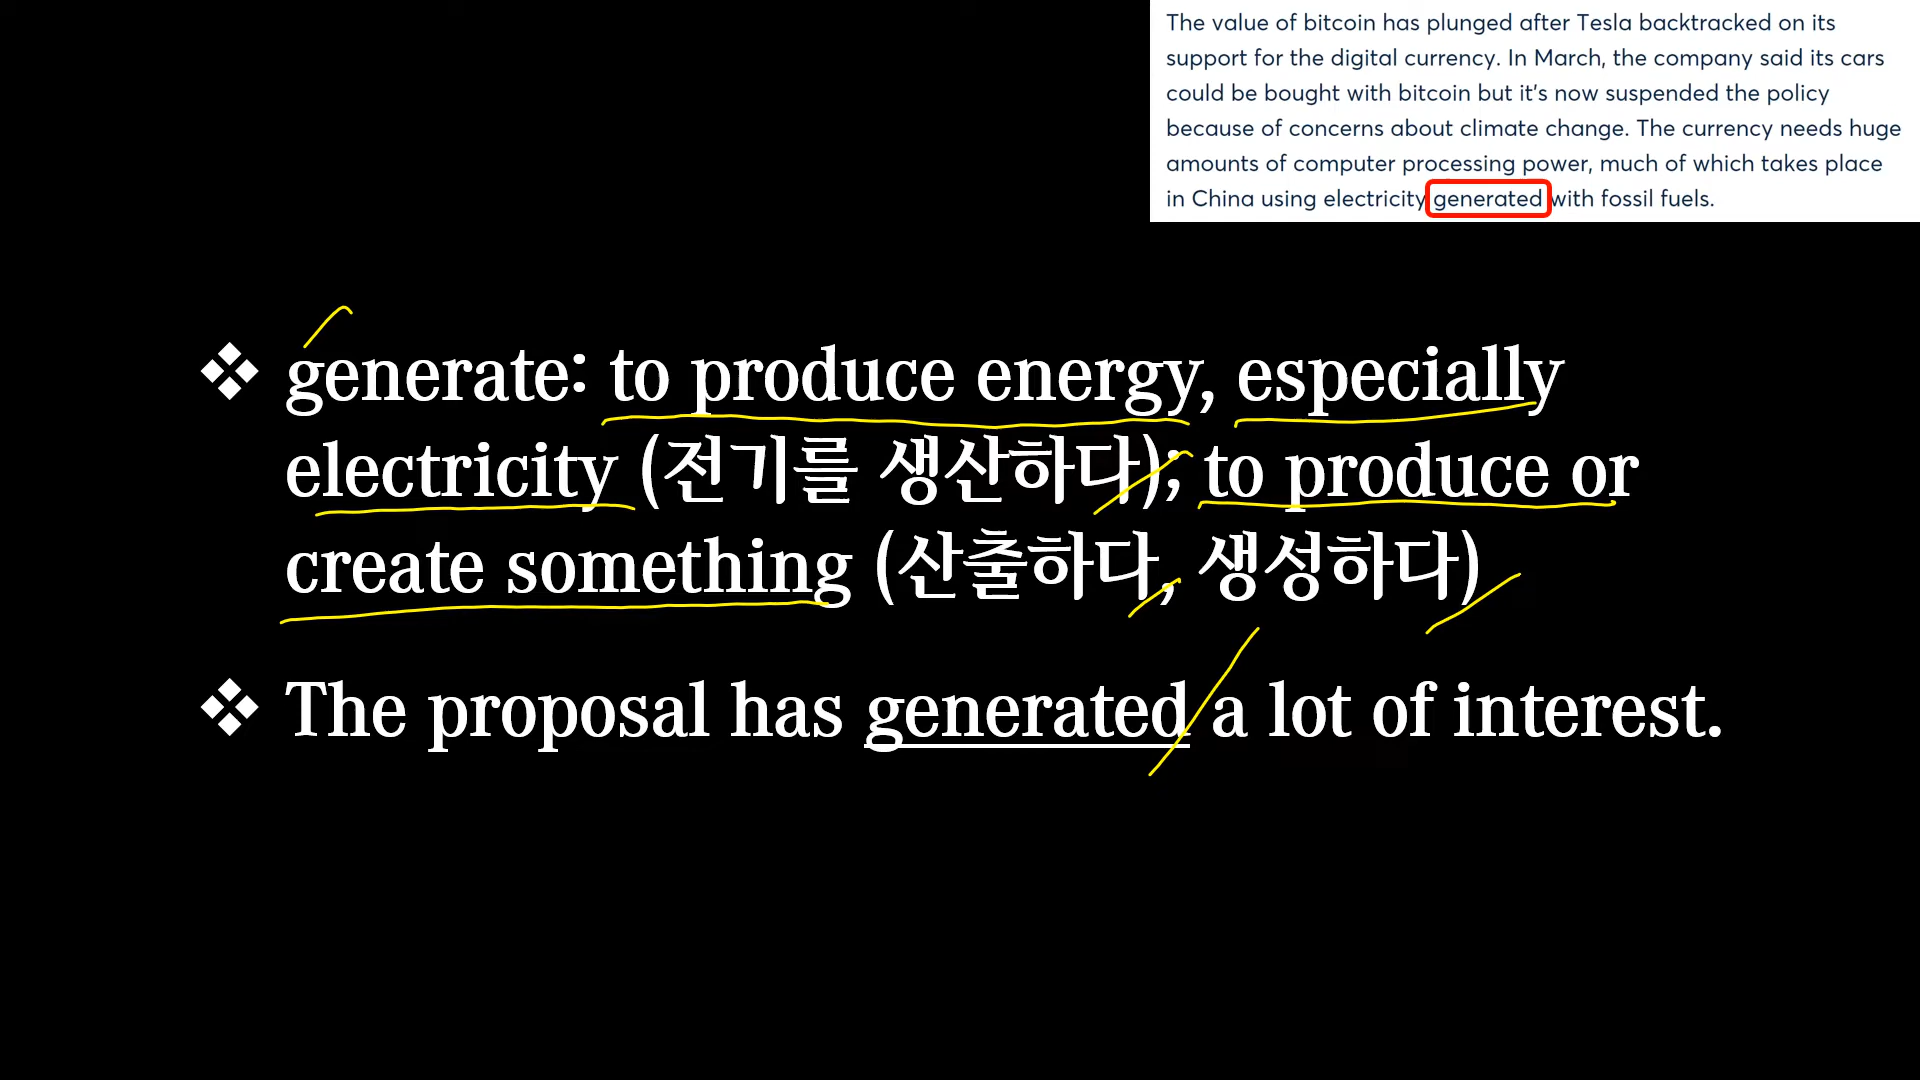 The value of bitcoin has plunged after Tesla backtracked on its
support for the digital currency. In March, the company said its cars
could be bought with bitcoin but it's now suspended the policy
because of concerns about climate change. The currency needs huge
amounts of computer processing power, much of which takes place
in China using electricity generated with fossil fuels.
❖ generate: to produce energy, especially
electricity (전기를 생산하다); to produce or
create something (산출하다, 생성하다)
❖ The proposal has generated a lot of interest.